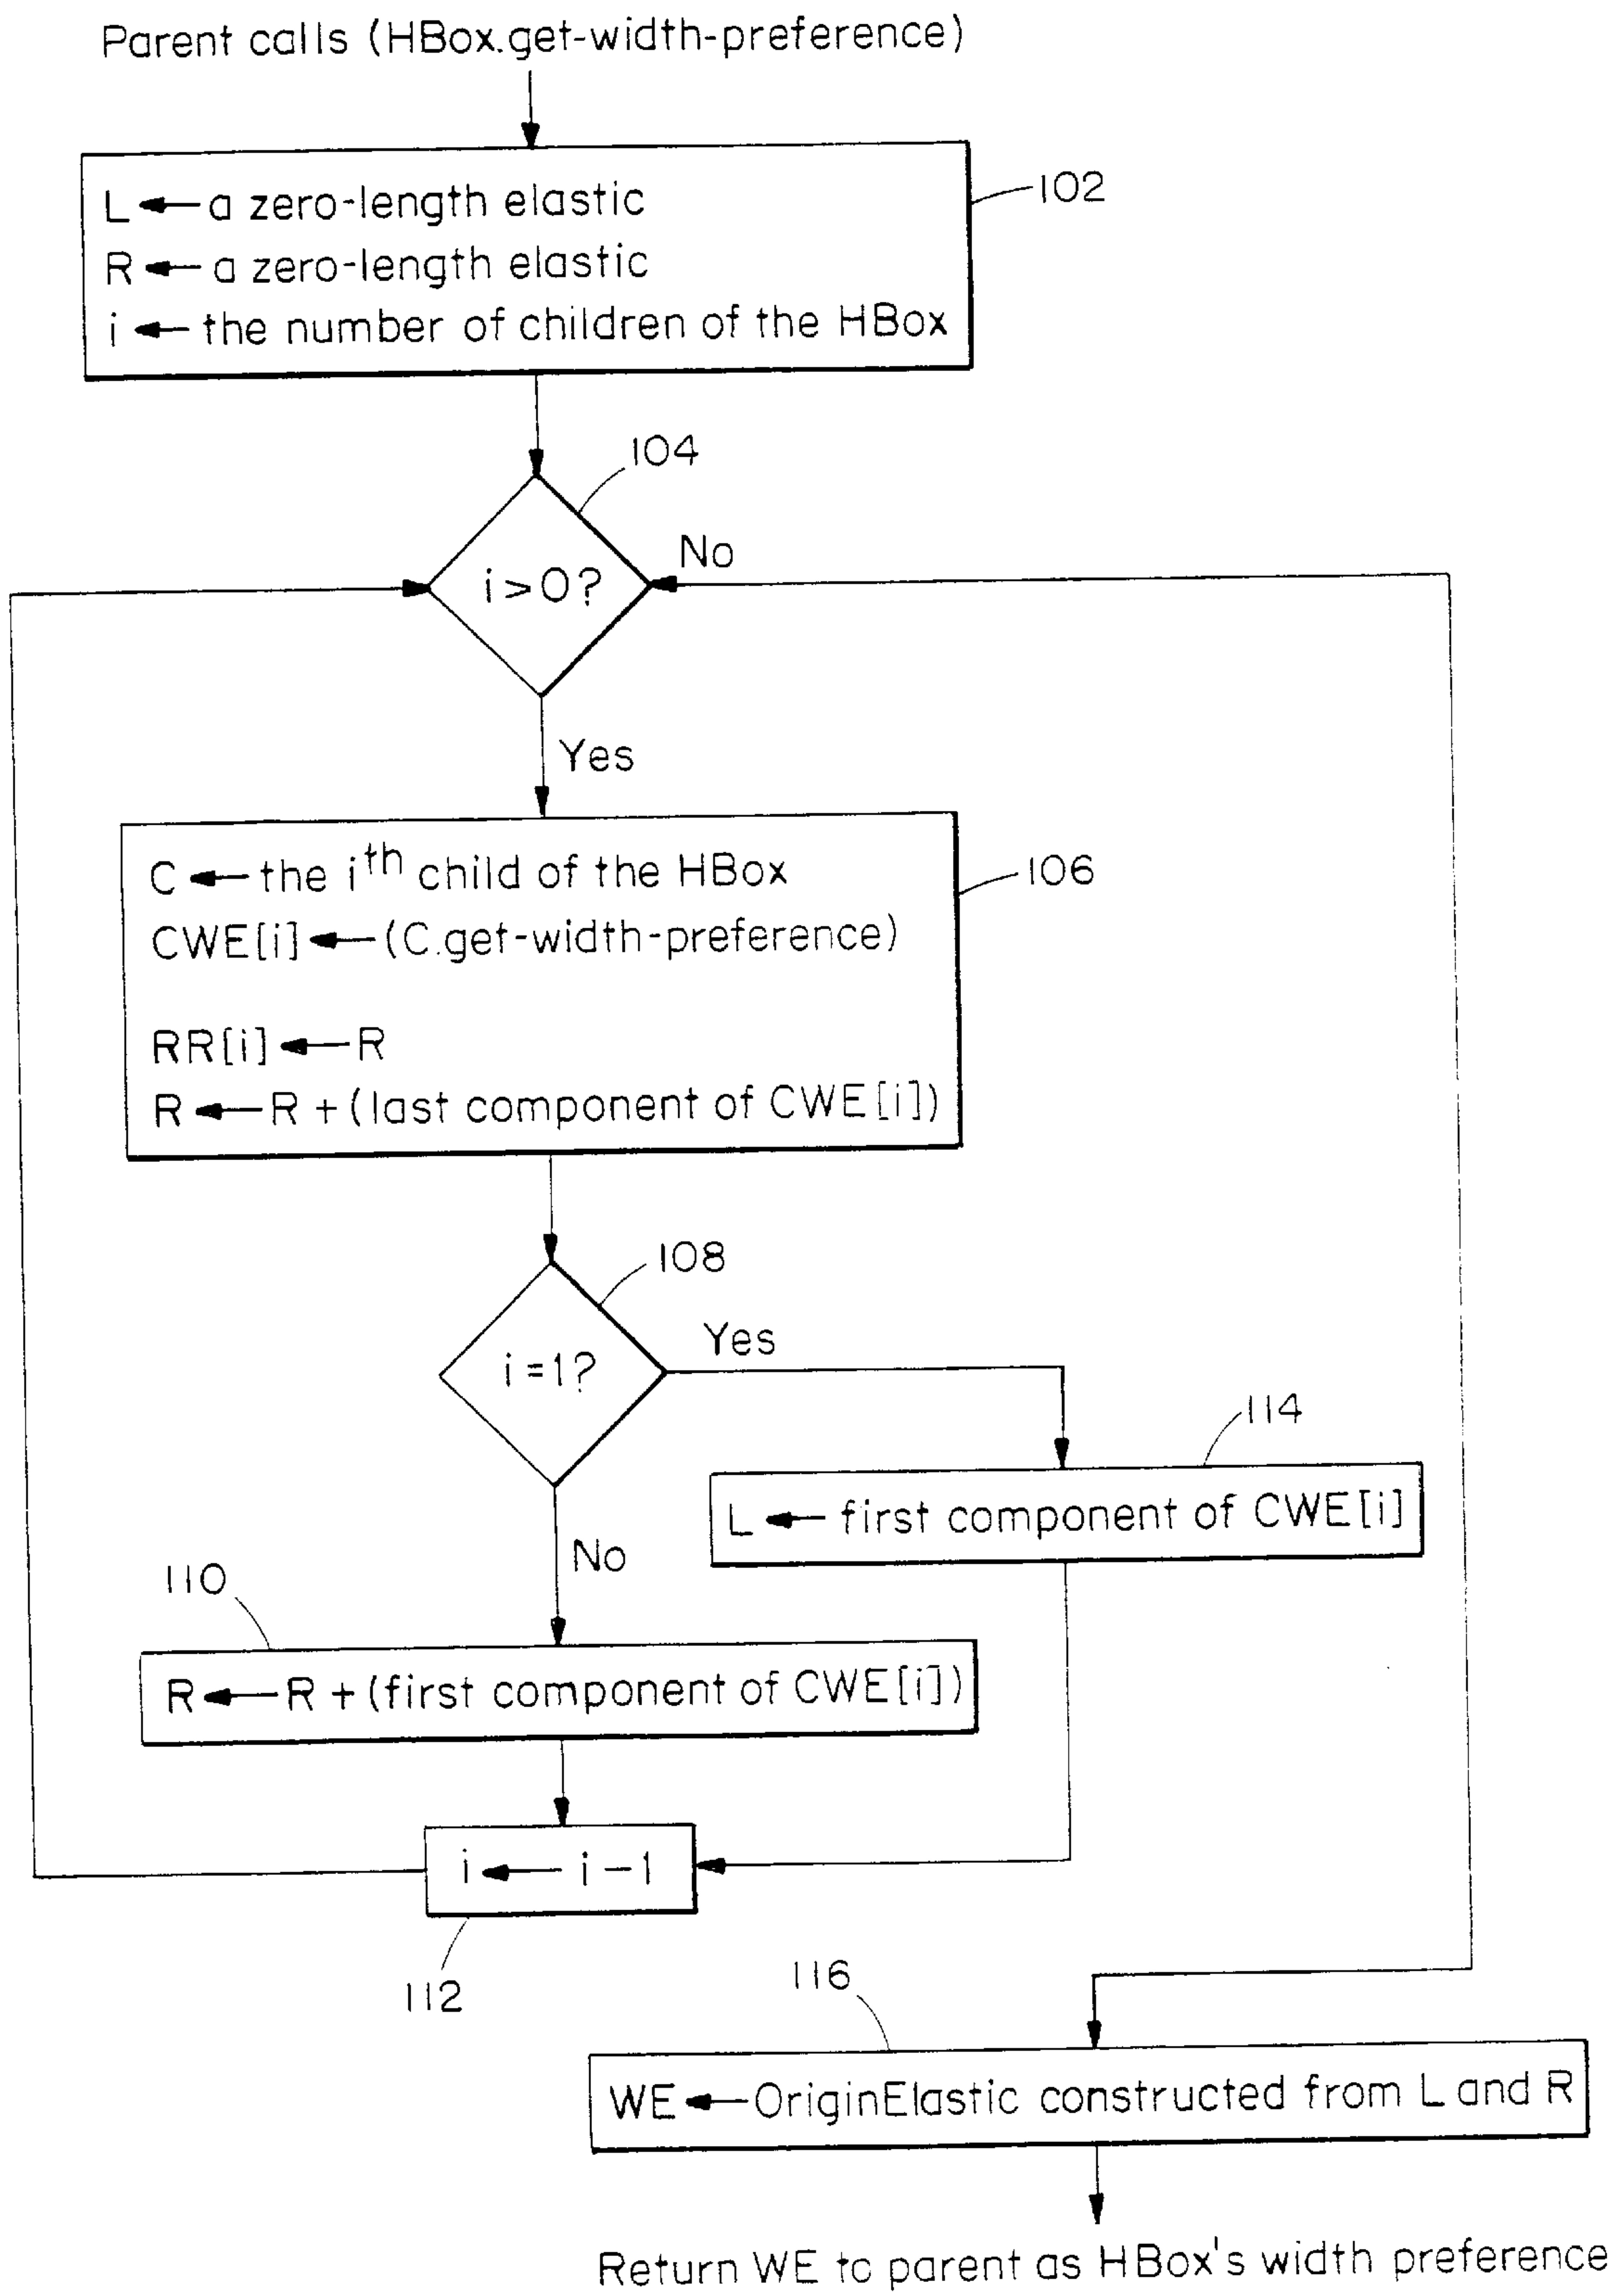 Parent calls (HBox.get-width-preference)
L ← a zero-length elastic
R ← a zero-length elastic
i ← the number of children of the HBox
102
104
i > 0?
No
Yes
C ← the ith child of the HBox
CWE[i] ← (C.get-width-preference)
RR[i] ← R
R ← R + (last component of CWE[i])
106
108
i = 1?
Yes
114
L ← first component of CWE[i]
No
110
R ← R + (first component of CWE[i])
i ← i - 1
112
116
WE ← OriginElastic constructed from L and R
Return WE to parent as HBox's width preference